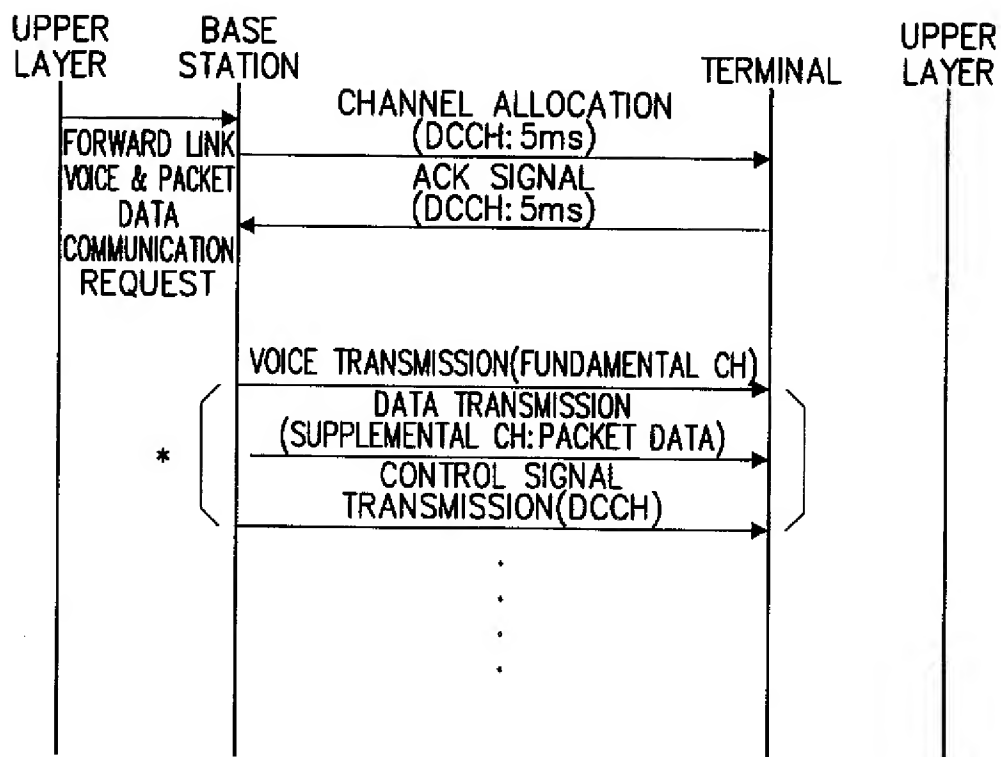 UPPER LAYER
BASE STATION
TERMINAL
UPPER LAYER
FORWARD LINK
VOICE & PACKET
DATA
COMMUNICATION
REQUEST
CHANNEL ALLOCATION
(DCCH: 5ms)
ACK SIGNAL
(DCCH: 5ms)
VOICE TRANSMISSION(FUNDAMENTAL CH)
DATA TRANSMISSION
(SUPPLEMENTAL CH: PACKET DATA)
*
CONTROL SIGNAL
TRANSMISSION(DCCH)